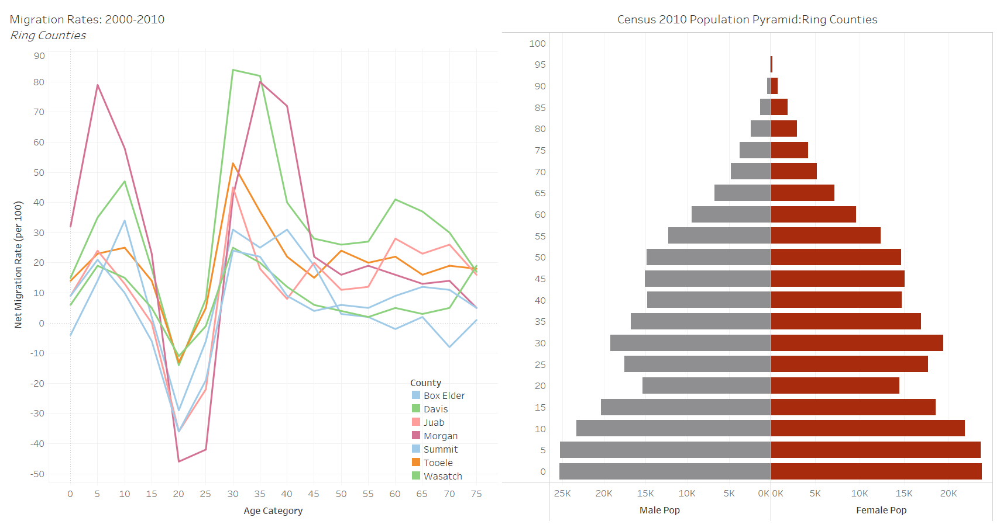 Migration Rates: 2000-2010
Ring Counties
90
80
70
60
50
40
30
20
10
0
-10
-20
-30
-40
-50
Net Migration Rate (per 100)
0 5 10 15 20 25 30 35 40 45 50 55 60 65 70 75
Age Category
County
Box Elder
Davis
Juab
Morgan
Summit
Tooele
Wasatch
Census 2010 Population Pyramid:Ring Counties
100
95
90
85
80
75
70
65
60
55
50
45
40
35
30
25
20
15
10
5
0
25K 20K 15K 10K 5K 0K 0K 5K 10K 15K 20K
Male Pop Female Pop